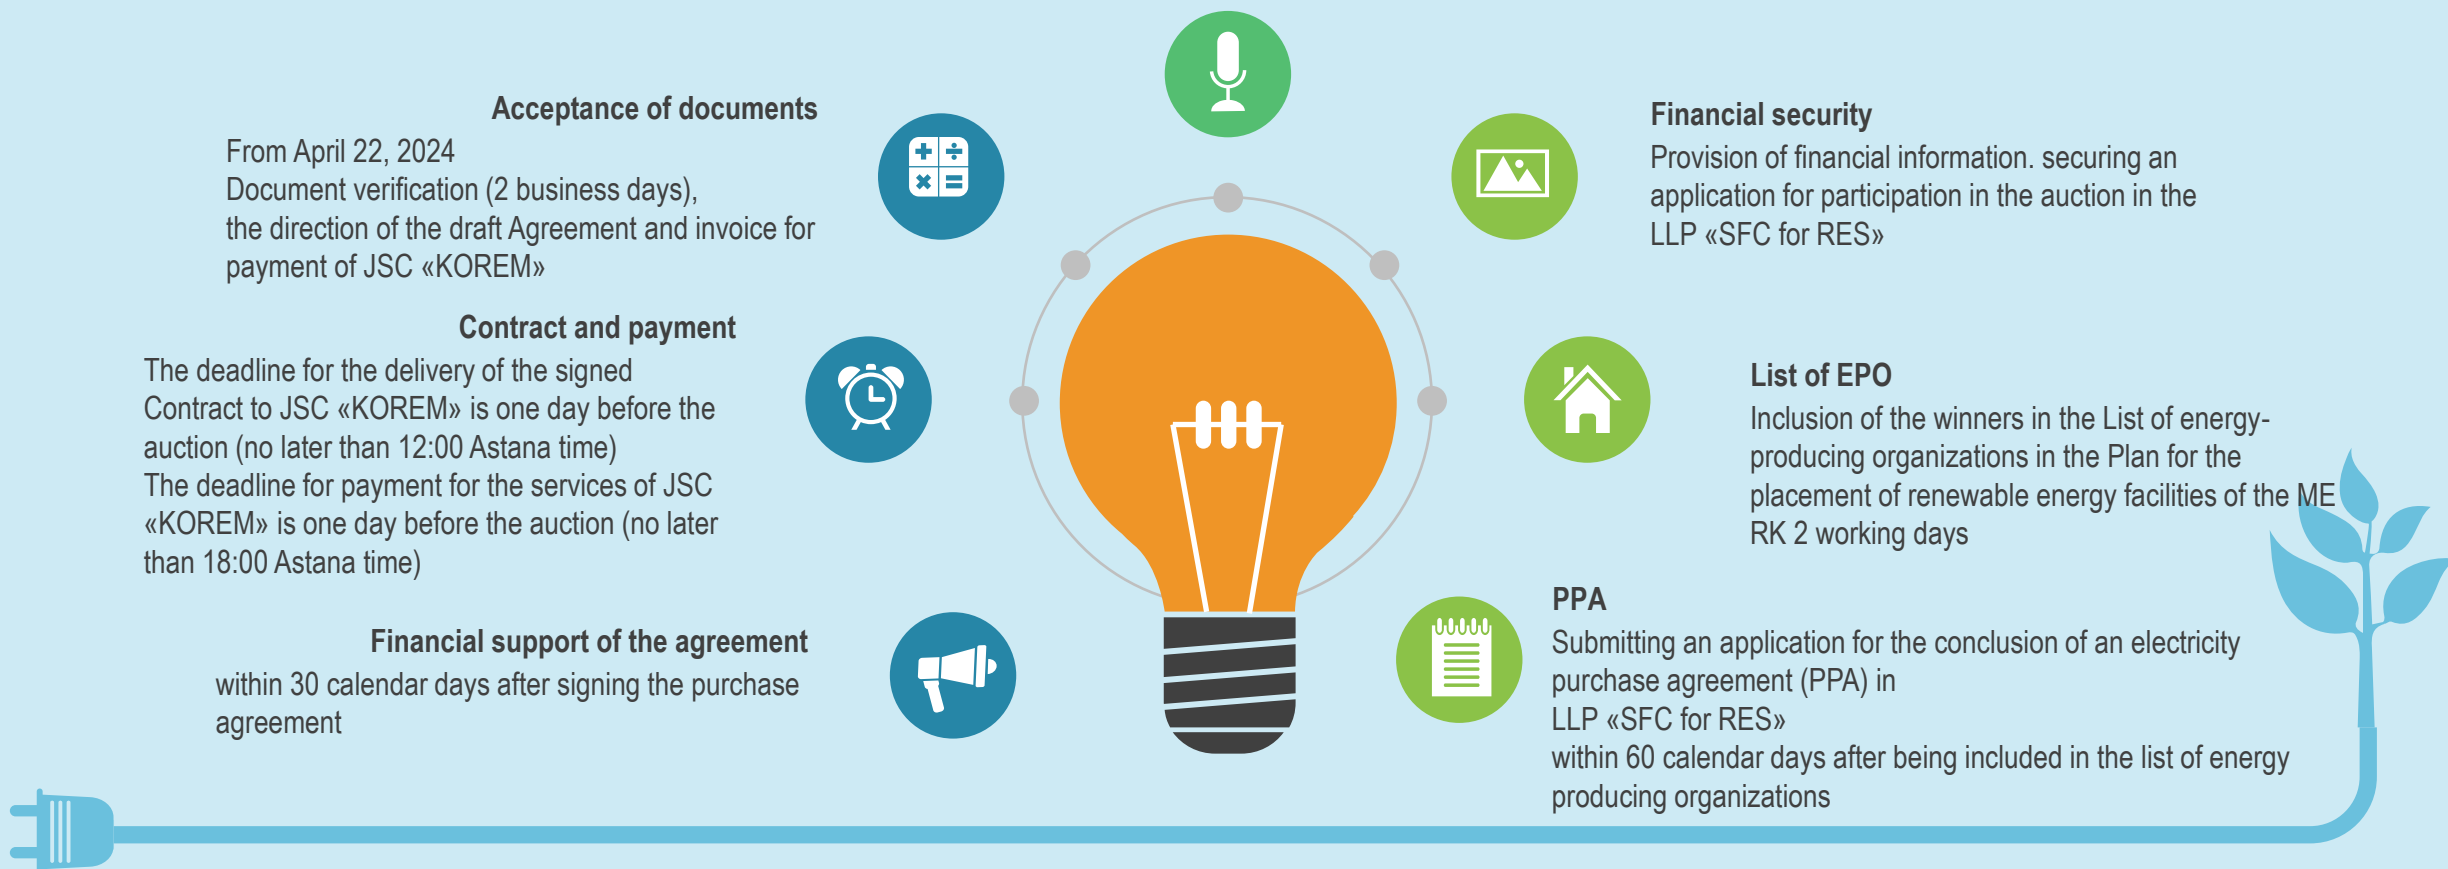 Acceptance of documents
From April 22, 2024
Document verification (2 business days),
the direction of the draft Agreement and invoice for
payment of JSC «KOREM»
Contract and payment
The deadline for the delivery of the signed
Contract to JSC «KOREM» is one day before the
auction (no later than 12:00 Astana time)
The deadline for payment for the services of JSC
«KOREM» is one day before the auction (no later
than 18:00 Astana time)
Financial support of the agreement
within 30 calendar days after signing the purchase
agreement
Financial security
Provision of financial information. securing an
application for participation in the auction in the
LLP «SFC for RES»
List of EPO
Inclusion of the winners in the List of energy-
producing organizations in the Plan for the
placement of renewable energy facilities of the ME
RK 2 working days
PPA
Submitting an application for the conclusion of an electricity
purchase agreement (PPA) in
LLP «SFC for RES»
within 60 calendar days after being included in the list of energy
producing organizations